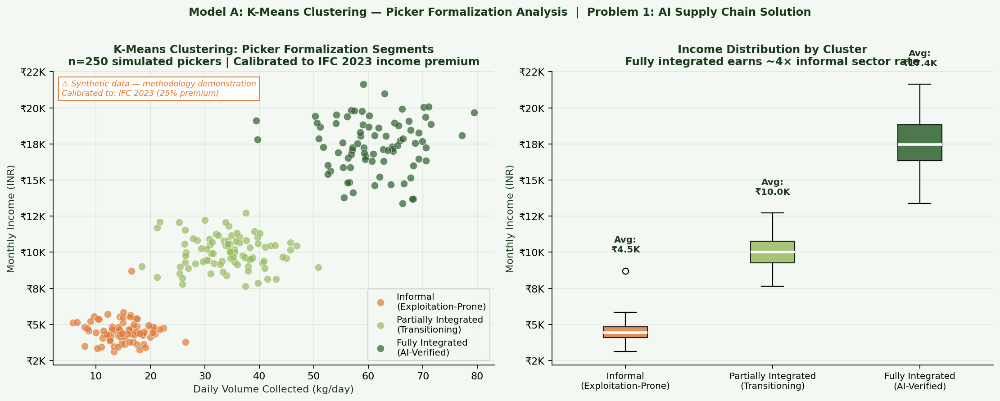 Model A: K-Means Clustering — Picker Formalization Analysis | Problem 1: AI Supply Chain Solution
K-Means Clustering: Picker Formalization Segments
n=250 simulated pickers | Calibrated to IFC 2023 income premium
⚠ Synthetic data — methodology demonstration
Calibrated to: IFC 2023 (25% premium)
Monthly Income (INR)
₹22K
₹20K
₹18K
₹15K
₹12K
₹10K
₹8K
₹5K
₹2K
Informal
(Exploitation-Prone)
Partially Integrated
(Transitioning)
Fully Integrated
(AI-Verified)
10 20 30 40 50 60 70 80
Daily Volume Collected (kg/day)
Income Distribution by Cluster
Fully integrated earns ~4× informal sector rate
Avg:
₹17.4K
Monthly Income (INR)
₹22K
₹20K
₹18K
₹15K
₹12K
₹10K
₹8K
₹5K
₹2K
Avg:
₹10.0K
Avg:
₹4.5K
Informal
(Exploitation-Prone)
Partially Integrated
(Transitioning)
Fully Integrated
(AI-Verified)